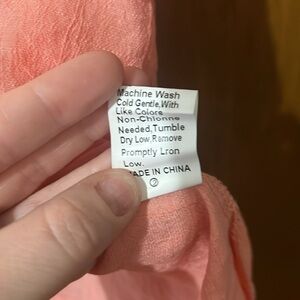 Machine Wash
Cold Gentle,With
Like Colors
Non-Chlorine
Needed,Tumble
Dry Low,Remove
Promptly Lron
Low.
MADE IN CHINA